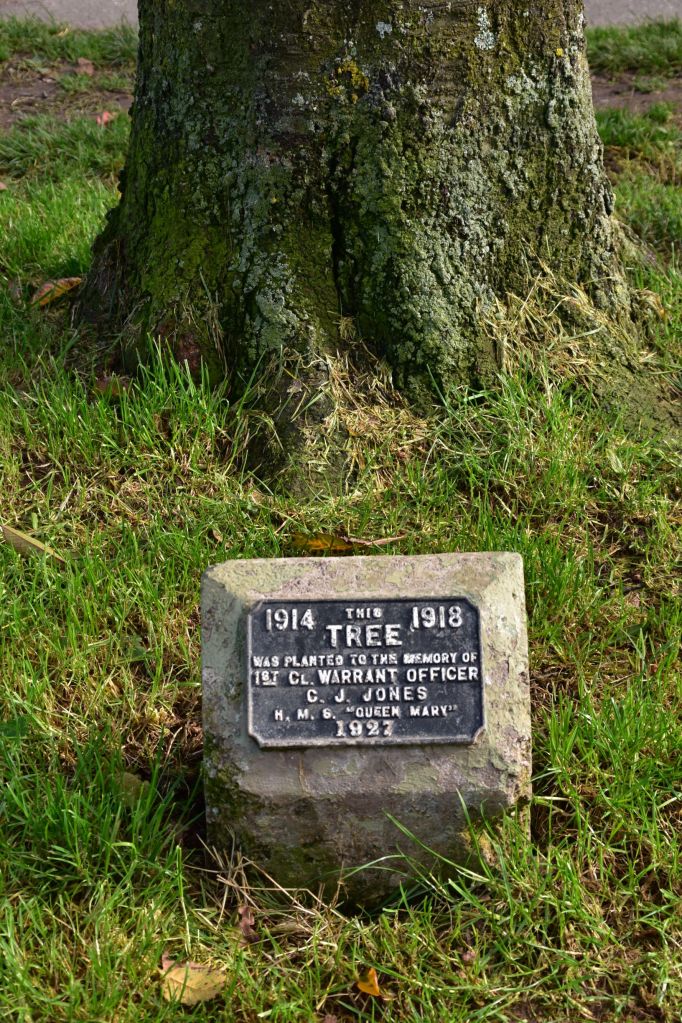 1914 THIS 1918
TREE
WAS PLANTED TO THE MEMORY OF
1ST CL. WARRANT OFFICER
C. J. JONES
H. M. S. "QUEEN MARY"
1927